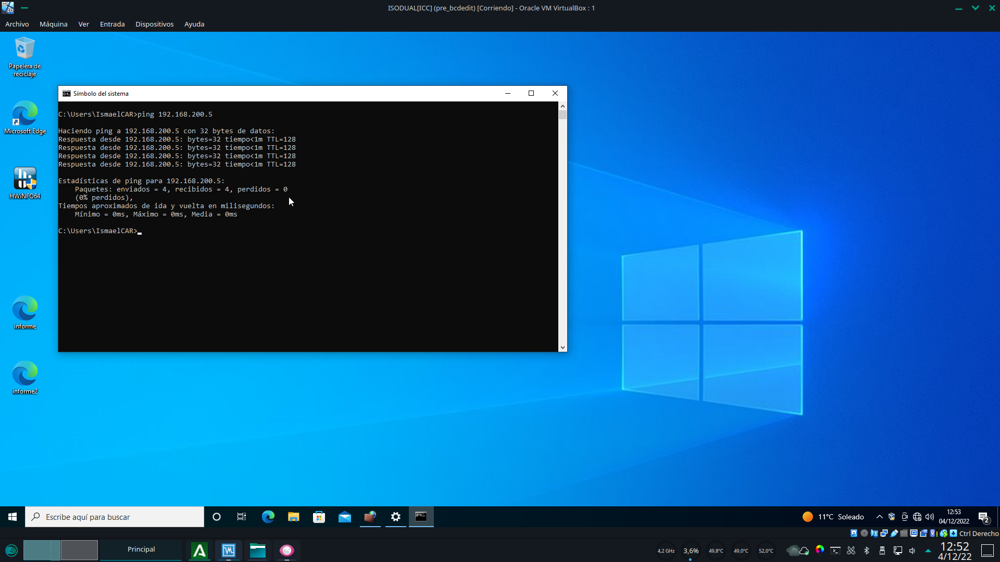 ISODUAL[ICC] (pre_bcdedit) [Corriendo] - Oracle VM VirtualBox : 1
Archivo Máquina Ver Entrada Dispositivos Ayuda
Papelera de reciclaje
Microsoft Edge
HWiNFO64
informe
informe2
Símbolo del sistema
C:\Users\IsmaelCAR>ping 192.168.200.5
Haciendo ping a 192.168.200.5 con 32 bytes de datos:
Respuesta desde 192.168.200.5: bytes=32 tiempo<1m TTL=128
Respuesta desde 192.168.200.5: bytes=32 tiempo<1m TTL=128
Respuesta desde 192.168.200.5: bytes=32 tiempo<1m TTL=128
Respuesta desde 192.168.200.5: bytes=32 tiempo<1m TTL=128
Estadísticas de ping para 192.168.200.5:
Paquetes: enviados = 4, recibidos = 4, perdidos = 0
(0% perdidos),
Tiempos aproximados de ida y vuelta en milisegundos:
Mínimo = 0ms, Máximo = 0ms, Media = 0ms
C:\Users\IsmaelCAR>
Escribe aquí para buscar
11°C Soleado
12:53
04/12/2022
2
Ctrl Derecho
Principal
4,2 GHz 3,6% 49,8°C 49,0°C 52,0°C
12:52
4/12/22